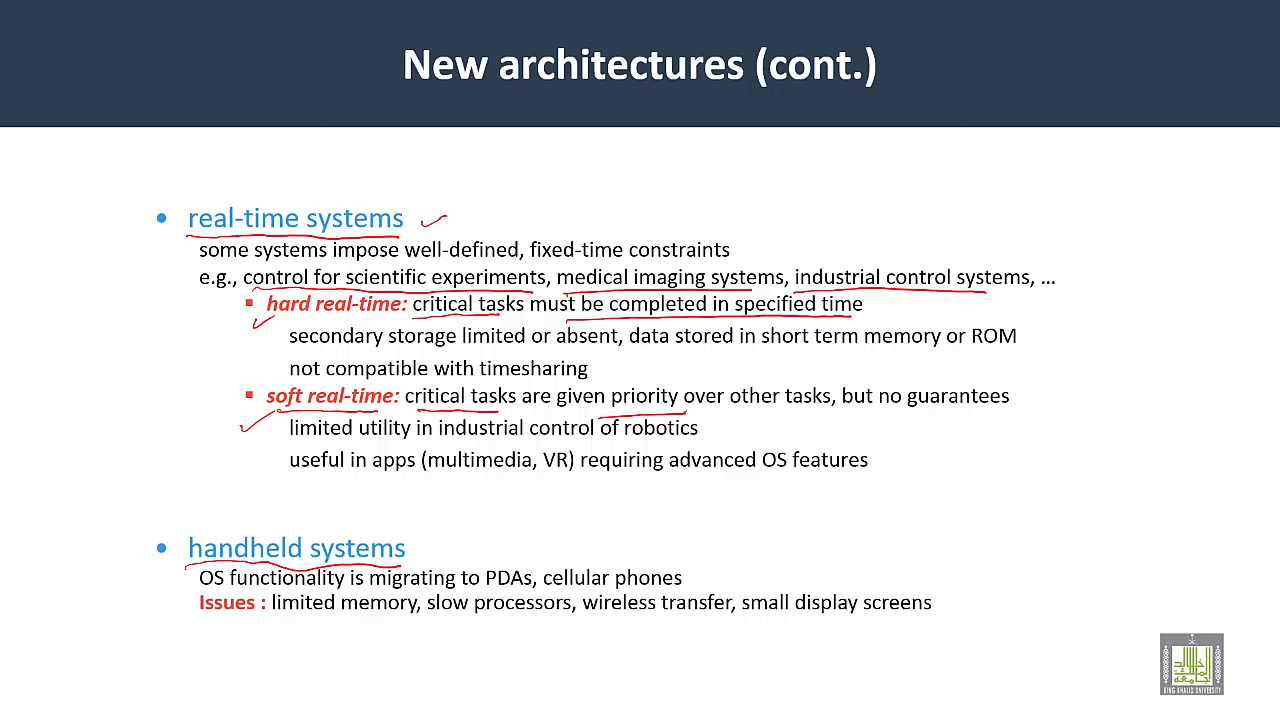 New architectures (cont.)
• real-time systems
some systems impose well-defined, fixed-time constraints
e.g., control for scientific experiments, medical imaging systems, industrial control systems, …
▪ hard real-time: critical tasks must be completed in specified time
secondary storage limited or absent, data stored in short term memory or ROM
not compatible with timesharing
▪ soft real-time: critical tasks are given priority over other tasks, but no guarantees
limited utility in industrial control of robotics
useful in apps (multimedia, VR) requiring advanced OS features
• handheld systems
OS functionality is migrating to PDAs, cellular phones
Issues : limited memory, slow processors, wireless transfer, small display screens
KING KHALID UNIVERSITY